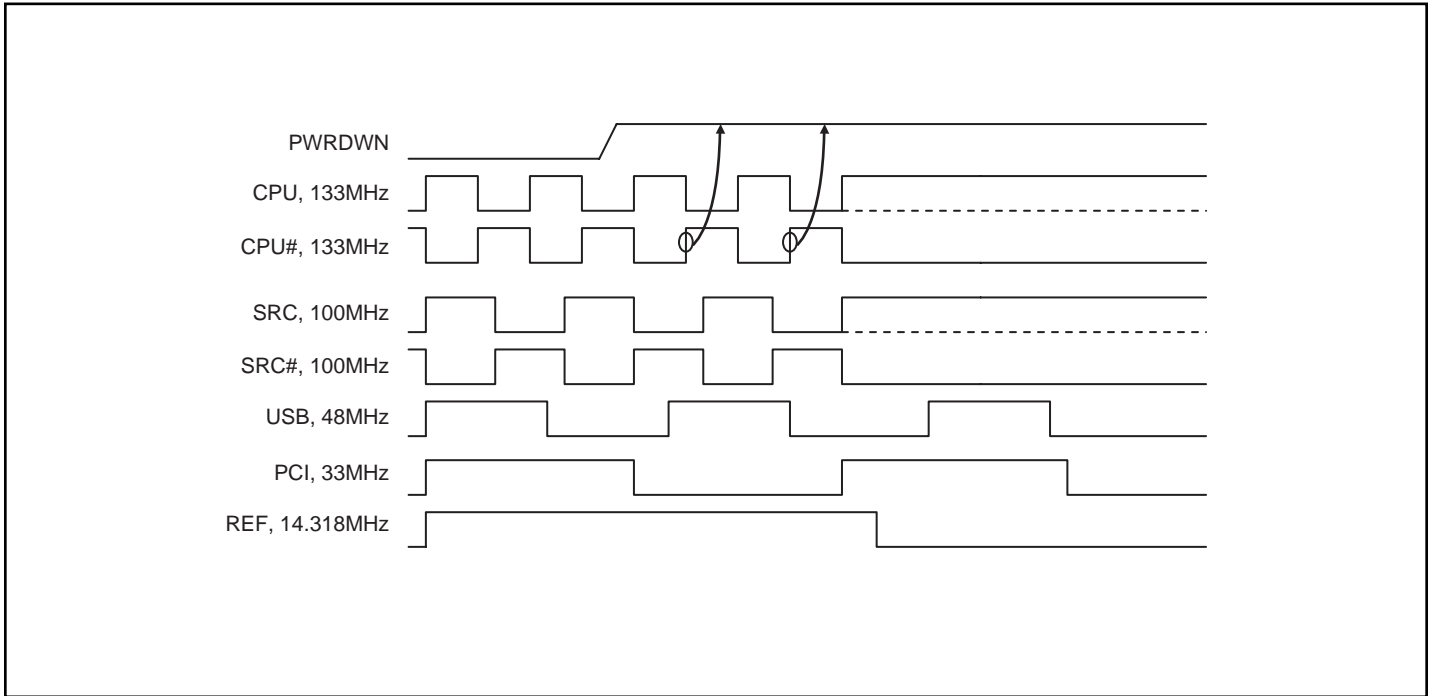 PWRDWN
CPU, 133MHz
CPU#, 133MHz
SRC, 100MHz
SRC#, 100MHz
USB, 48MHz
PCI, 33MHz
REF, 14.318MHz